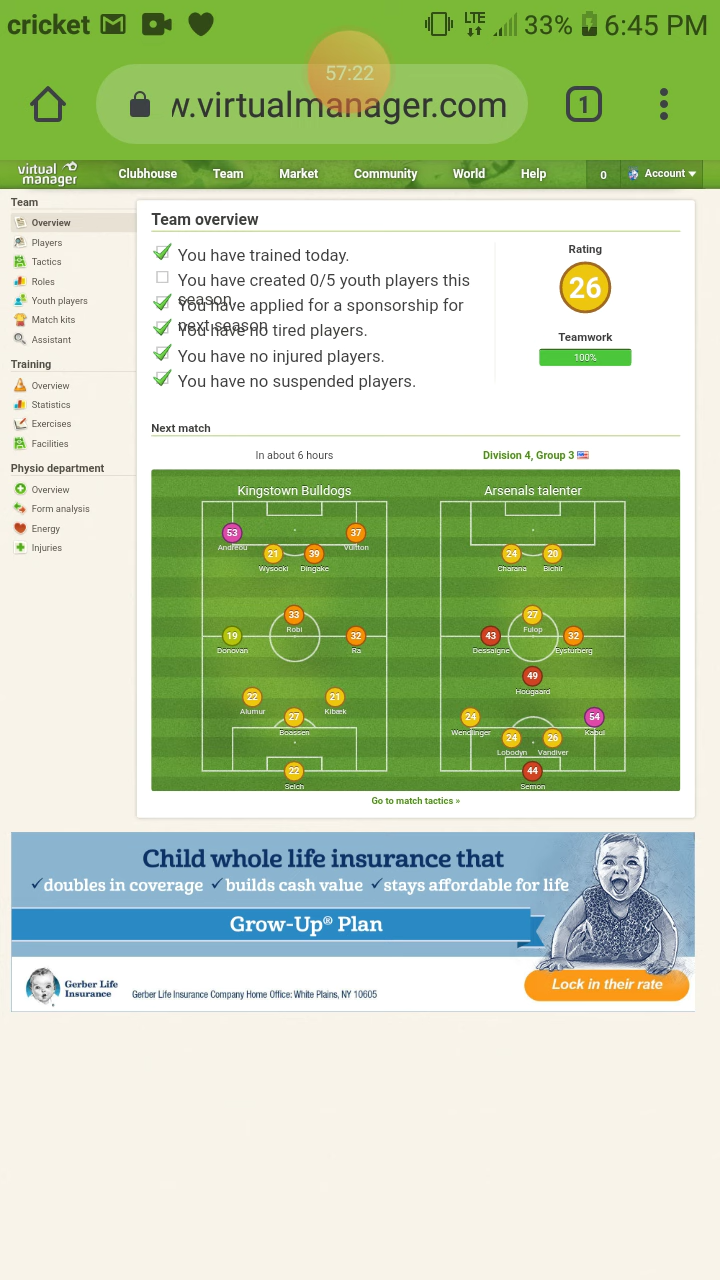 cricket LTE 33% 6:45 PM
57:22
w.virtualmanager.com 1
virtual manager Clubhouse Team Market Community World Help 0 Account
Team
Overview
Players
Tactics
Roles
Youth players
Match kits
Assistant
Training
Overview
Statistics
Exercises
Facilities
Physio department
Overview
Form analysis
Energy
Injuries
Team overview
You have trained today.
You have created 0/5 youth players this
season.
You have applied for a sponsorship for
next season
You have no tired players.
You have no injured players.
You have no suspended players.
Rating
26
Teamwork
100%
Next match
In about 6 hours
Division 4, Group 3
Kingstown Bulldogs
53 37
Andreou Vuitton
21 39
Wysocki Dingake
33
Robi
19 32
Donovan Ra
22 21
Alumur Kibæk
27
Boassen
22
Selch
Arsenals talenter
24 20
Charana Bichir
27
Fulop
43 32
Dessaigne Eysturberg
49
Hougaard
24 54
Wendlinger Kabul
24 26
Lobodyn Vandiver
44
Semon
Go to match tactics »
Child whole life insurance that
✓doubles in coverage ✓builds cash value ✓stays affordable for life
Grow-Up® Plan
Gerber Life
Insurance
Gerber Life Insurance Company Home Office: White Plains, NY 10605
Lock in their rate